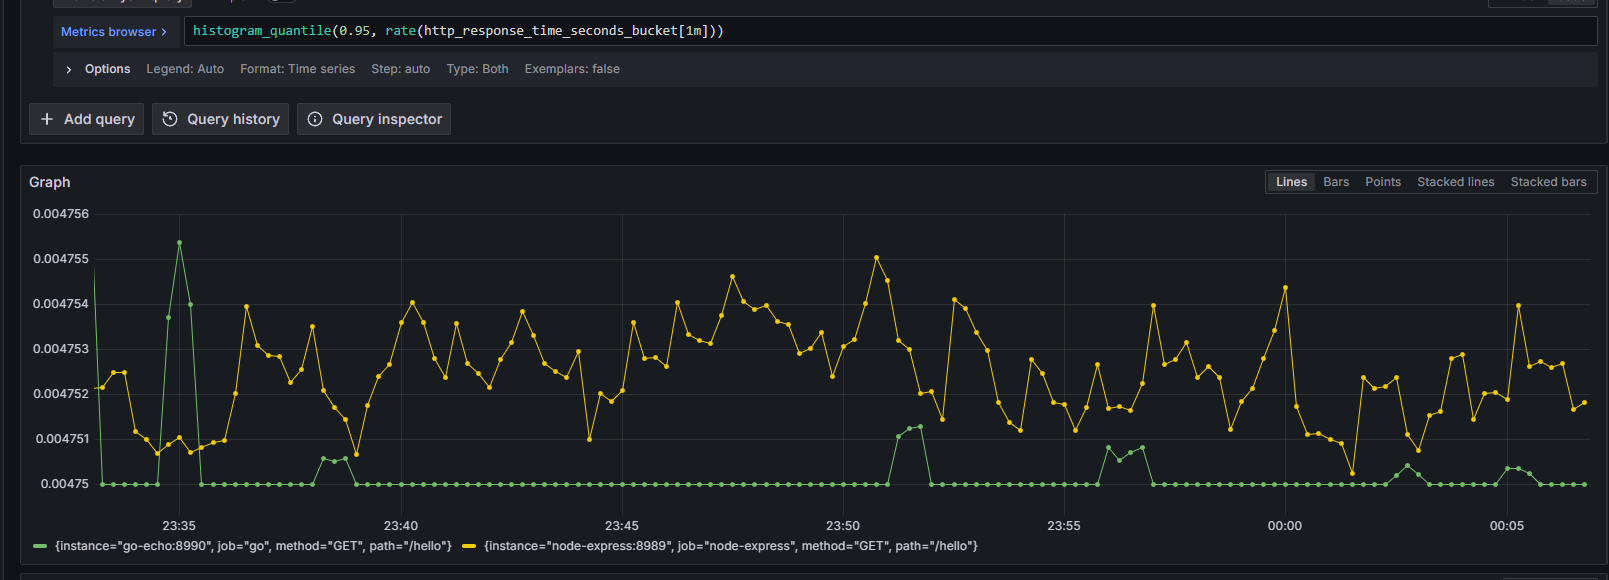 Metrics browser >
histogram_quantile(0.95, rate(http_response_time_seconds_bucket[1m]))
> Options Legend: Auto Format: Time series Step: auto Type: Both Exemplars: false
+ Add query Query history Query inspector
Graph
Lines Bars Points Stacked lines Stacked bars
0.004756
0.004755
0.004754
0.004753
0.004752
0.004751
0.00475
23:35 23:40 23:45 23:50 23:55 00:00 00:05
{instance="go-echo:8990", job="go", method="GET", path="/hello"} {instance="node-express:8989", job="node-express", method="GET", path="/hello"}